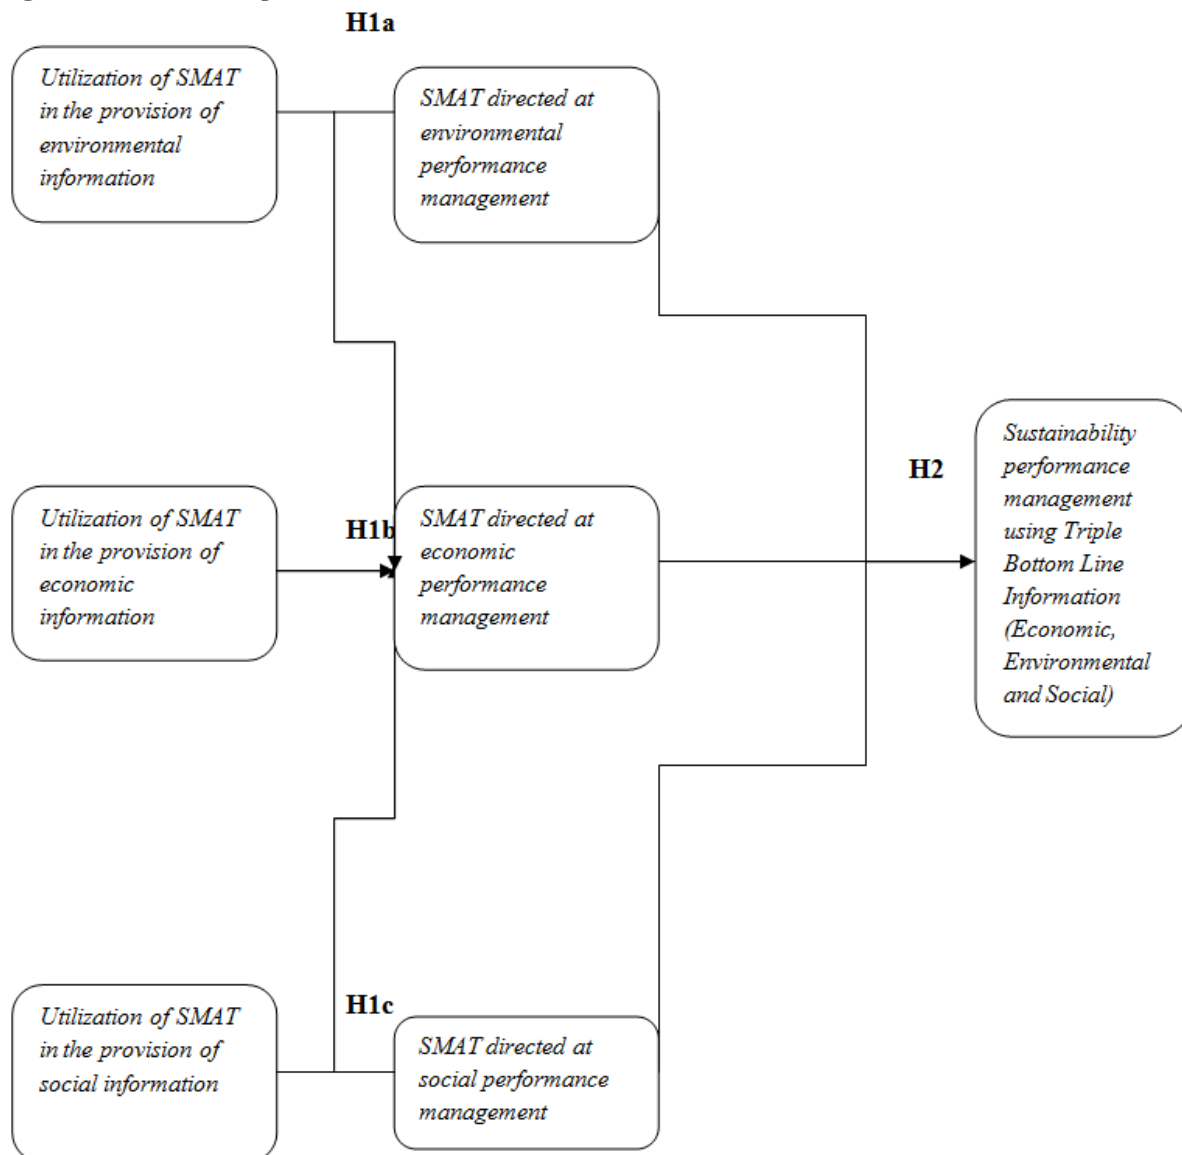 H1a
Utilization of SMAT
in the provision of
environmental
information
SMAT directed at
environmental
performance
management
Utilization of SMAT
in the provision of
economic
information
H1b
SMAT directed at
economic
performance
management
H2
Sustainability
performance
management
using Triple
Bottom Line
Information
(Economic,
Environmental
and Social)
Utilization of SMAT
in the provision of
social information
H1c
SMAT directed at
social performance
management